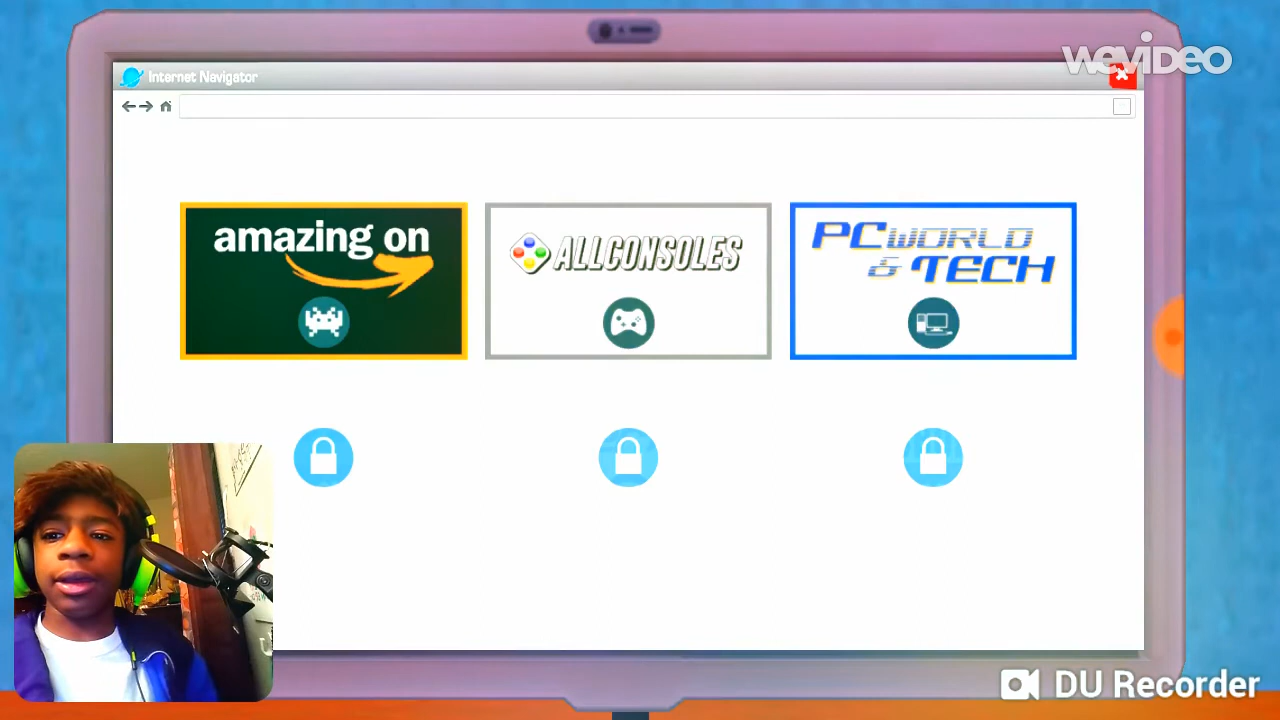 WEVIDEO
Internet Navigator
amazing on
ALLCONSOLES
PC WORLD
& TECH
DU Recorder